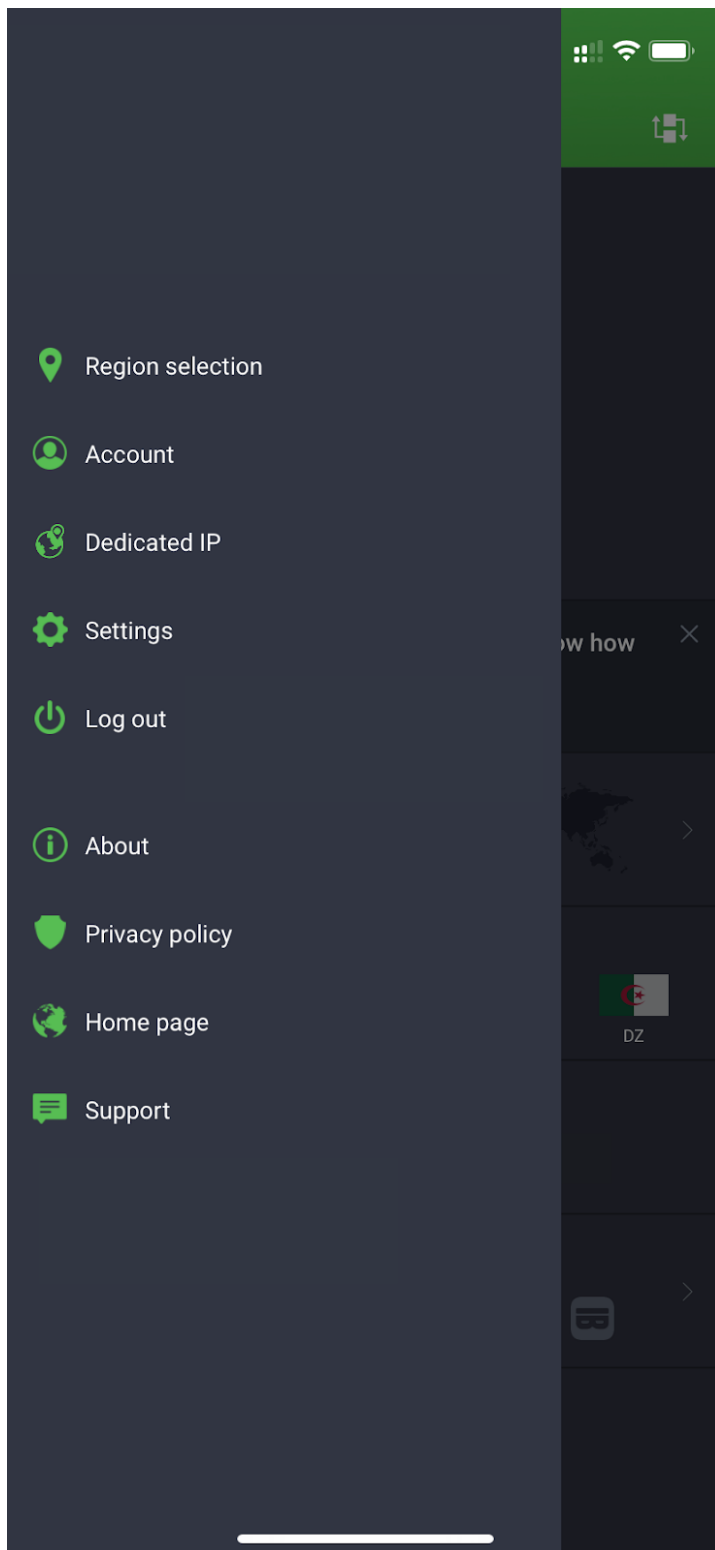 Region selection
Account
Dedicated IP
Settings
Log out
About
Privacy policy
Home page
Support
how
DZ